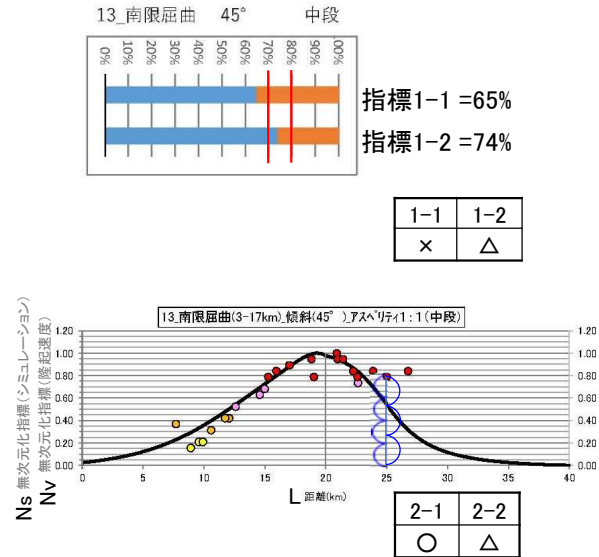 13_南限屈曲 45° 中段
0% 10% 20% 30% 40% 50% 60% 70% 80% 90% 00%
指標1-1 =65%
指標1-2 =74%
1-1 1-2
× △
13_南限屈曲(3-17km)_傾斜(45°)_アスペリティ1:1(中段)
Ns 無次元化指標(シミュレーション)
Nv 無次元化指標(隆起速度)
1.20 1.20
1.00 1.00
0.80 0.80
0.60 0.60
0.40 0.40
0.20 0.20
0.00 0.00
0 5 10 15 20 25 30 35 40
L 距離(km)
2-1 2-2
○ △